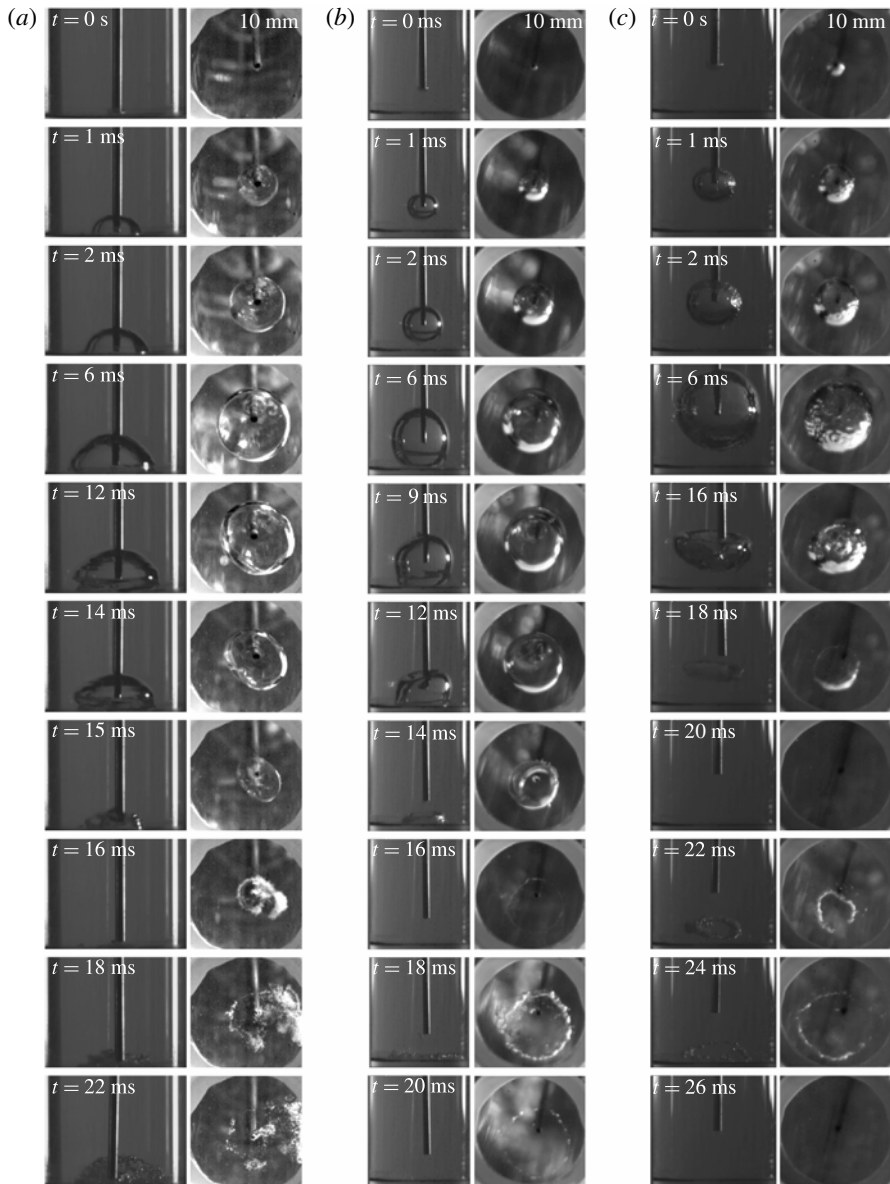 (a) t = 0 s 10 mm (b) t = 0 ms 10 mm (c) t = 0 s 10 mm
t = 1 ms t = 1 ms t = 1 ms
t = 2 ms t = 2 ms t = 2 ms
t = 6 ms t = 6 ms t = 6 ms
t = 12 ms t = 9 ms t = 16 ms
t = 14 ms t = 12 ms t = 18 ms
t = 15 ms t = 14 ms t = 20 ms
t = 16 ms t = 16 ms t = 22 ms
t = 18 ms t = 18 ms t = 24 ms
t = 22 ms t = 20 ms t = 26 ms